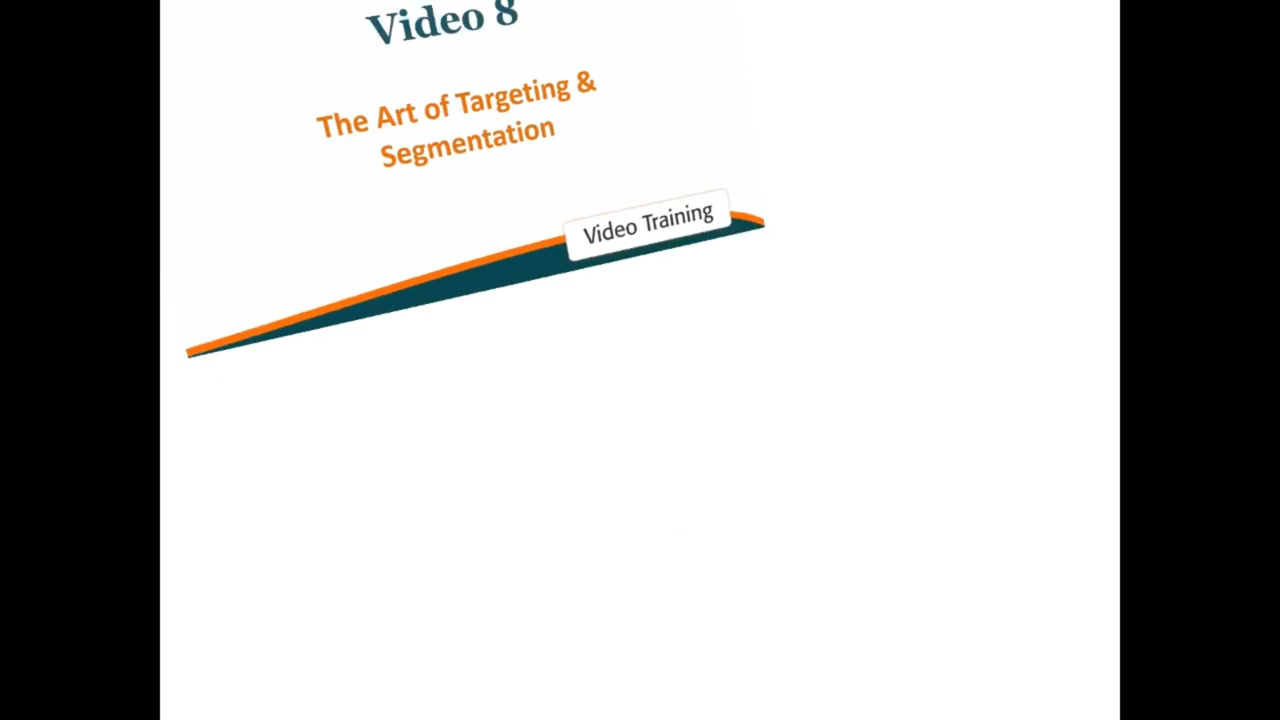 Video 8
The Art of Targeting &
Segmentation
Video Training